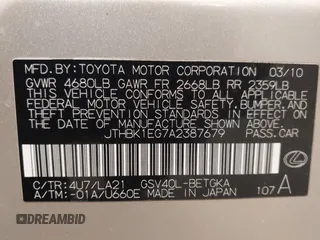 MFD.BY: TOYOTA MOTOR CORPORATION 03/10
GVWR 4680LB GAWR FR 2668LB RR 2359LB
THIS VEHICLE CONFORMS TO ALL APPLICABLE
FEDERAL MOTOR VEHICLE SAFETY, BUMPER, AND
THEFT PREVENTION STANDARDS IN EFFECT ON
THE DATE OF MANUFACTURE SHOWN ABOVE.
JTHBK1EG7A2387679 PASS.CAR
C/TR: 4U7/LA21 GSV40L-BETGKA
A/TM: -01A/U660E MADE IN JAPAN 107 A
© DREAMBID